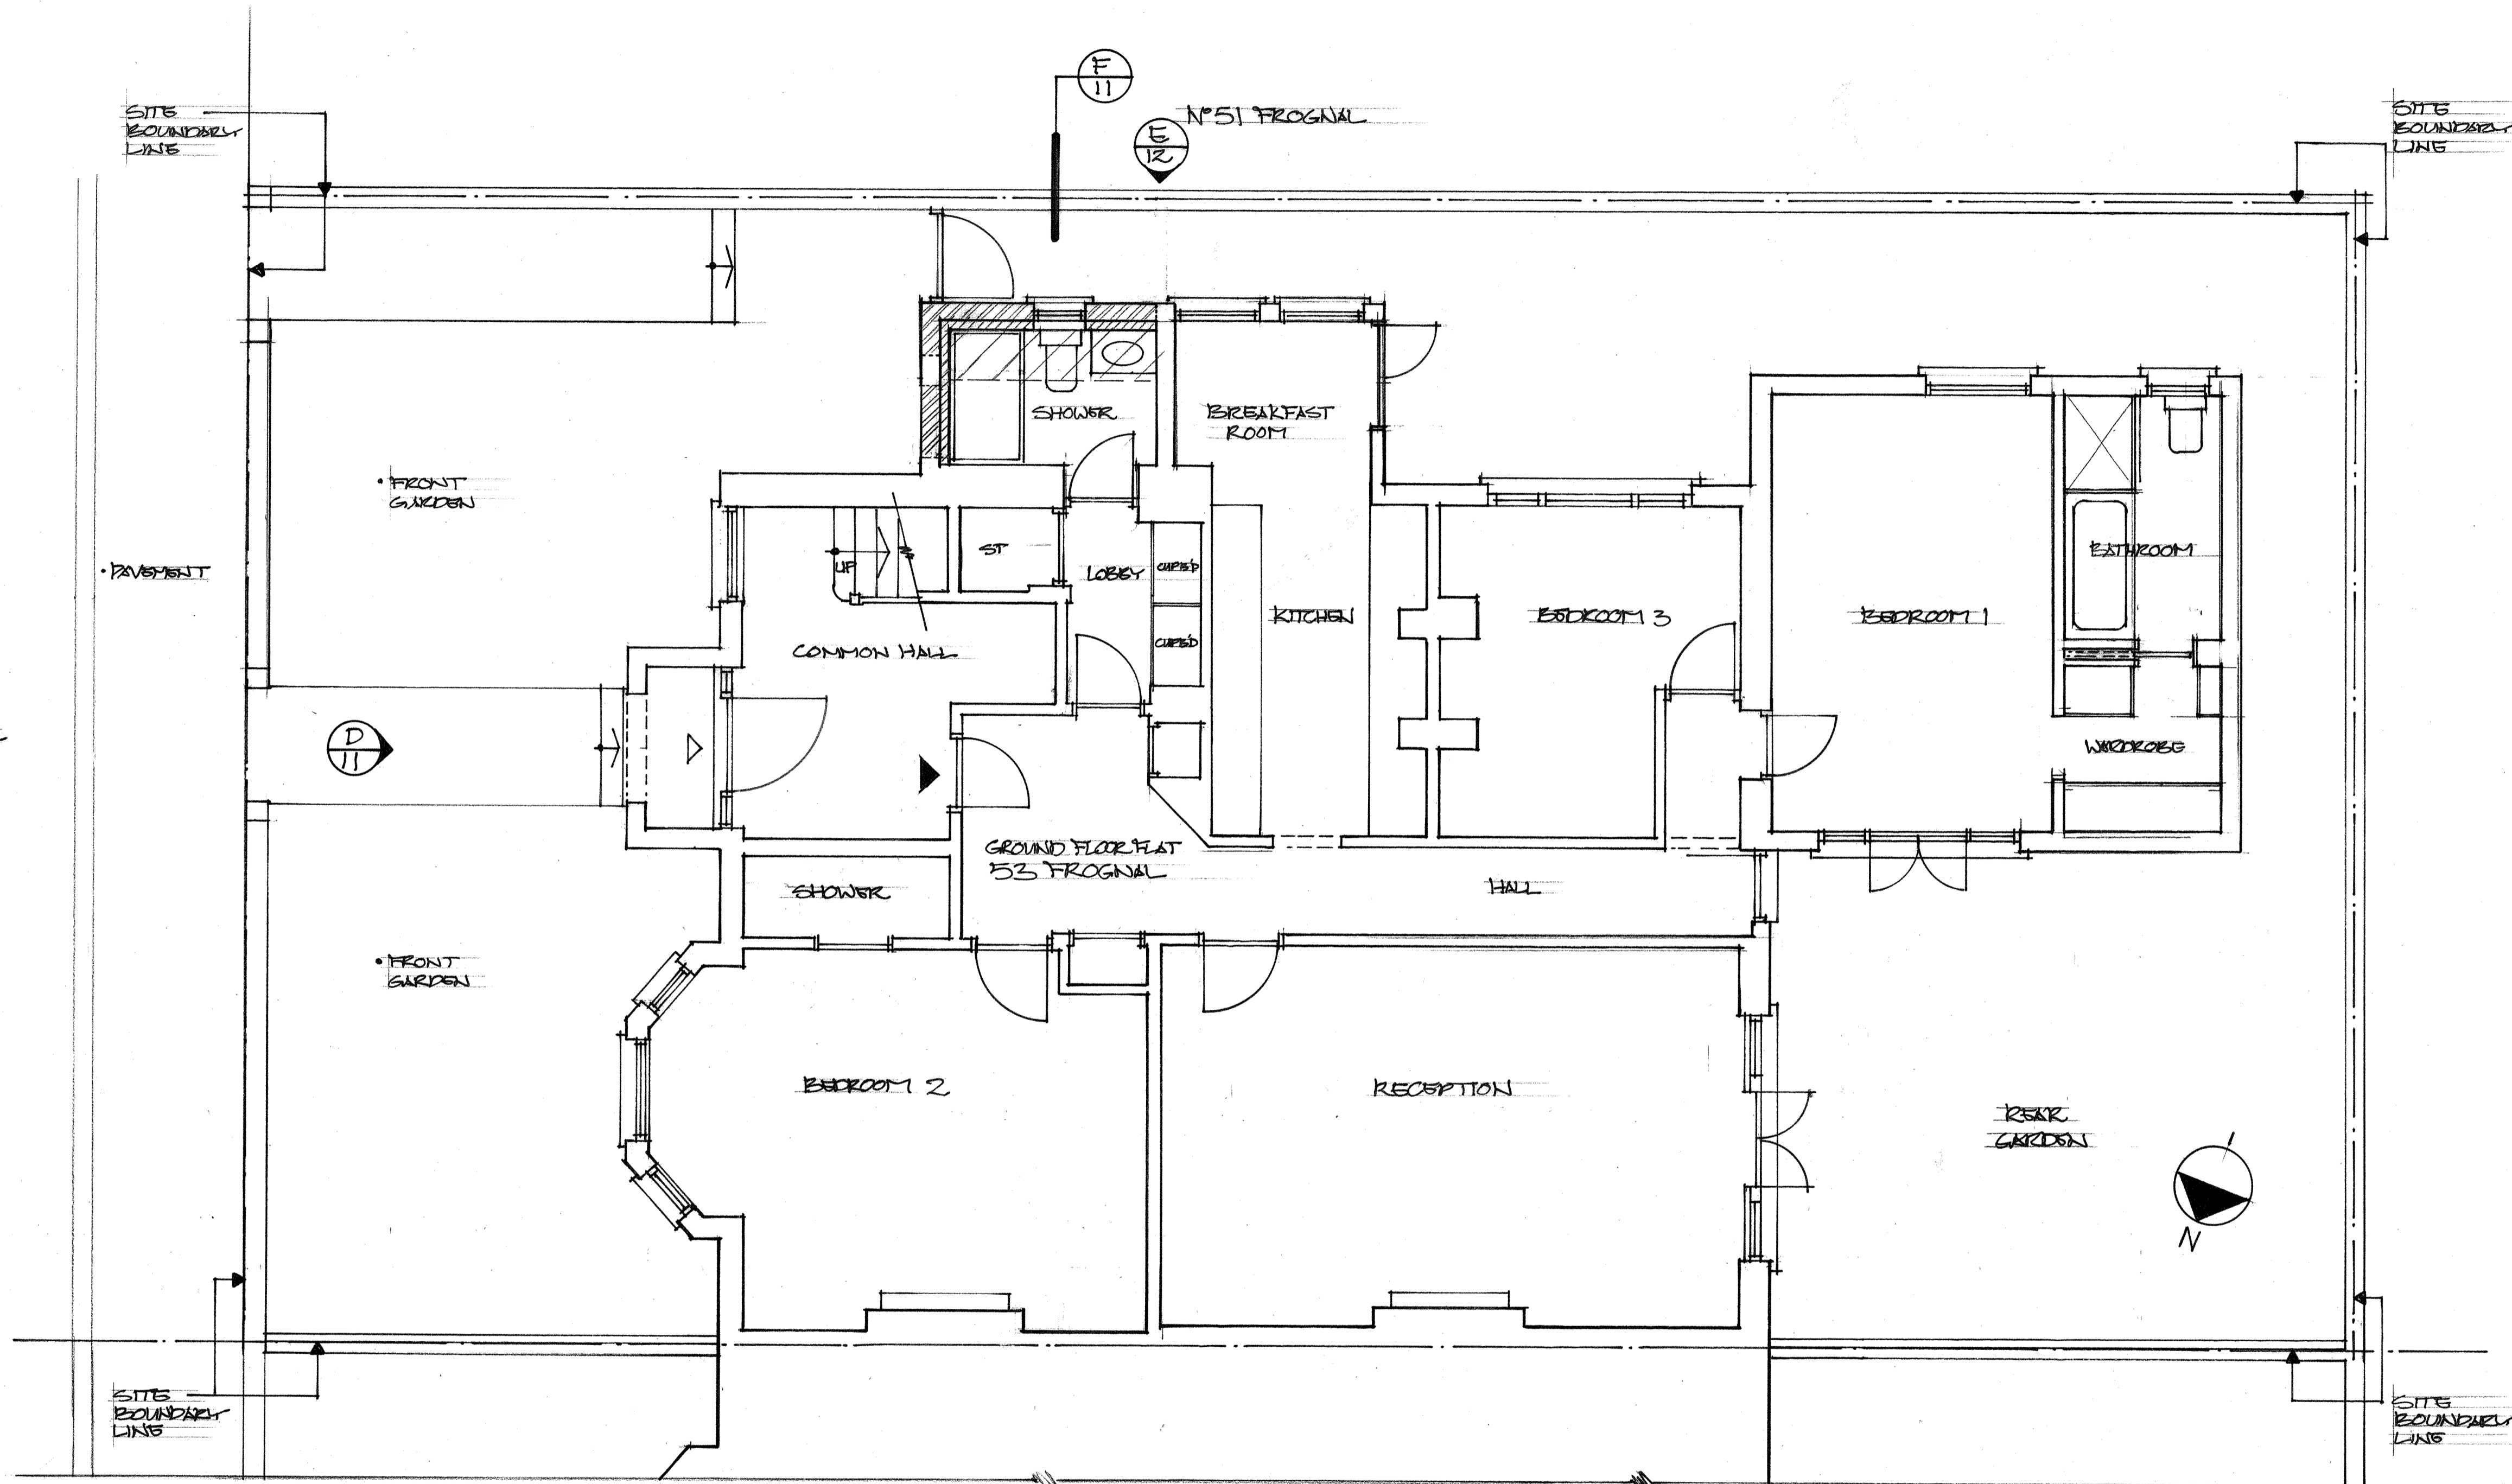 F
11
N°51 FROGNAL
E
12
SITE
BOUNDARY
LINE
SITE
BOUNDARY
LINE
SHOWER
BREAKFAST
ROOM
• FRONT
GARDEN
• PAVEMENT
UP
ST
LOBBY
CUPB'D
CUPB'D
KITCHEN
BEDROOM 3
BEDROOM 1
BATHROOM
COMMON HALL
D
11
WARDROBE
GROUND FLOOR FLAT
53 FROGNAL
SHOWER
HALL
• FRONT
GARDEN
BEDROOM 2
RECEPTION
REAR
GARDEN
N
SITE
BOUNDARY
LINE
SITE
BOUNDARY
LINE